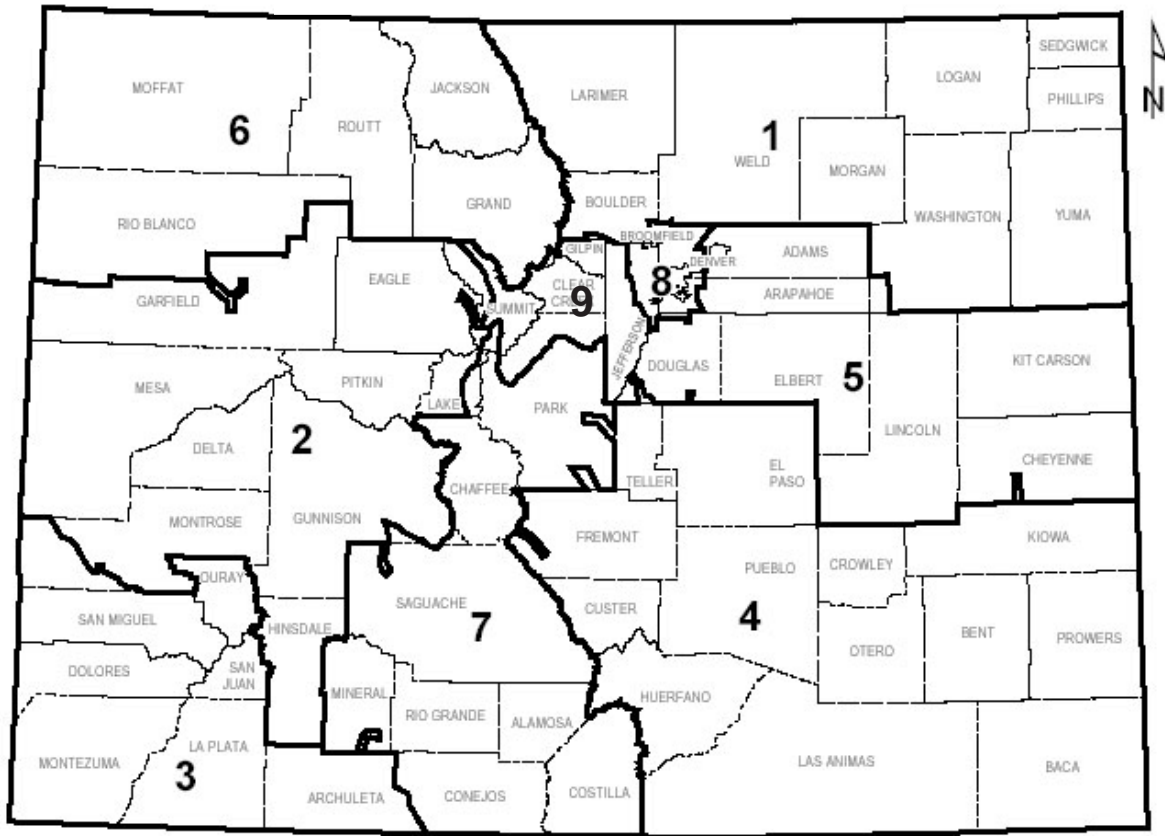 SEDGWICK
LOGAN
MOFFAT
JACKSON
LARIMER
PHILLIPS
N
ROUTT
6
1
WELD
MORGAN
GRAND
BOULDER
RIO BLANCO
WASHINGTON
YUMA
BROOMFIELD
GILPIN
ADAMS
DENVER
EAGLE
8
CLEAR
CREEK
ARAPAHOE
GARFIELD
SUMMIT
9
JEFFERSON
DOUGLAS
KIT CARSON
MESA
PITKIN
ELBERT
5
LAKE
PARK
LINCOLN
2
DELTA
CHEYENNE
EL
PASO
TELLER
CHAFFEE
MONTROSE
GUNNISON
FREMONT
KIOWA
PUEBLO
CROWLEY
OURAY
SAGUACHE
CUSTER
SAN MIGUEL
HINSDALE
7
4
BENT
PROWERS
OTERO
DOLORES
SAN
JUAN
MINERAL
HUERFANO
RIO GRANDE
ALAMOSA
LA PLATA
MONTEZUMA
3
LAS ANIMAS
BACA
ARCHULETA
CONEJOS
COSTILLA